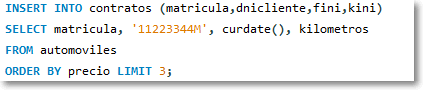 INSERT INTO contratos (matricula,dnicliente,fini,kini)
SELECT matricula, '11223344M', curdate(), kilometros
FROM automoviles
ORDER BY precio LIMIT 3;